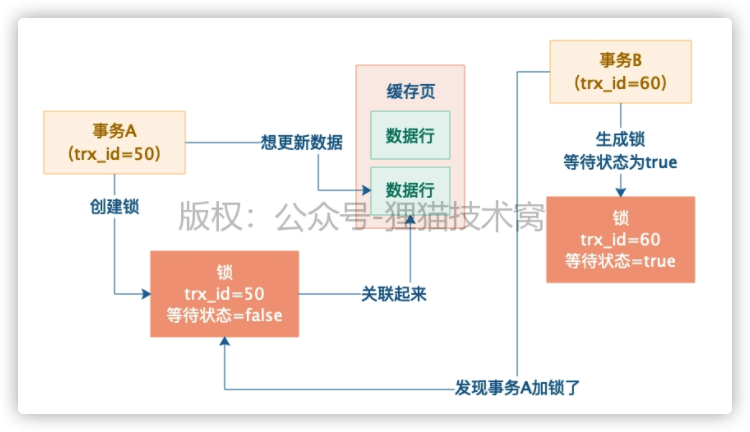 事务B
（trx_id=60）
缓存页
事务A
（trx_id=50）
想更新数据
数据行
生成锁
等待状态为true
数据行
创建锁
版权：公众号-狸猫技术窝
锁
trx_id=60
等待状态=true
锁
trx_id=50
等待状态=false
关联起来
发现事务A加锁了